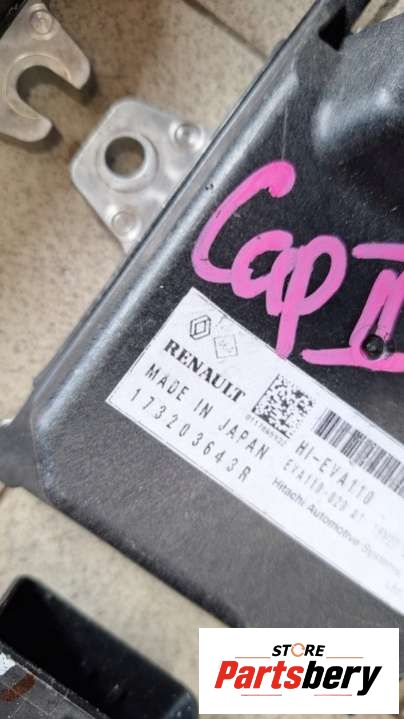 Cap II
RENAULT
MADE IN JAPAN
173203643R
HI-EVA110
Hitachi Automotive Systems,
STORE
Partsbery